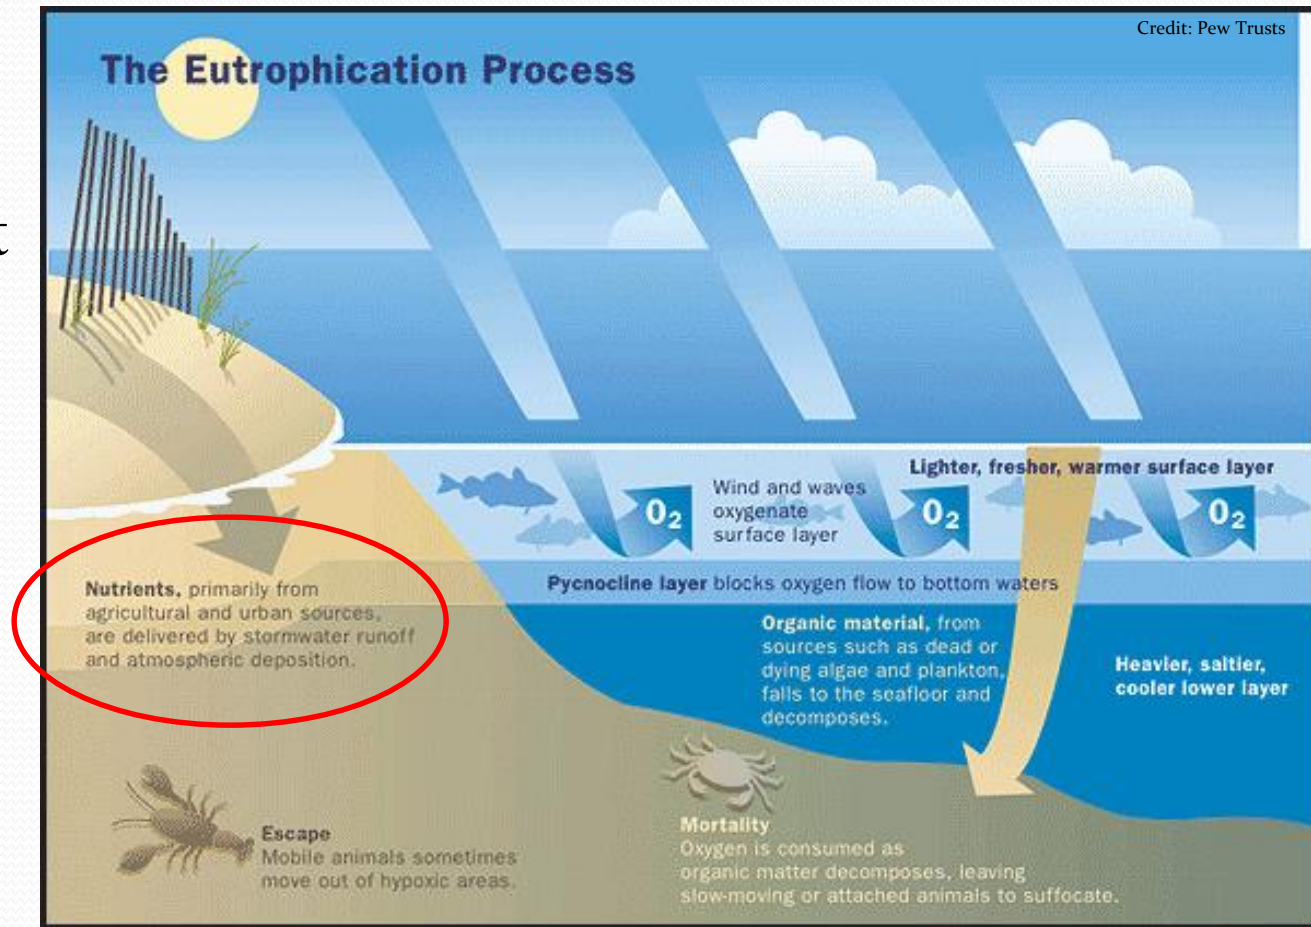 Credit: Pew Trusts
The Eutrophication Process
t
Lighter, fresher, warmer surface layer
Wind and waves
oxygenate
surface layer
O2
O2
O2
Pycnocline layer blocks oxygen flow to bottom waters
Nutrients, primarily from
agricultural and urban sources,
are delivered by stormwater runoff
and atmospheric deposition.
Organic material, from
sources such as dead or
dying algae and plankton,
falls to the seafloor and
decomposes.
Heavier, saltier,
cooler lower layer
Escape
Mobile animals sometimes
move out of hypoxic areas.
Mortality
Oxygen is consumed as
organic matter decomposes, leaving
slow-moving or attached animals to suffocate.